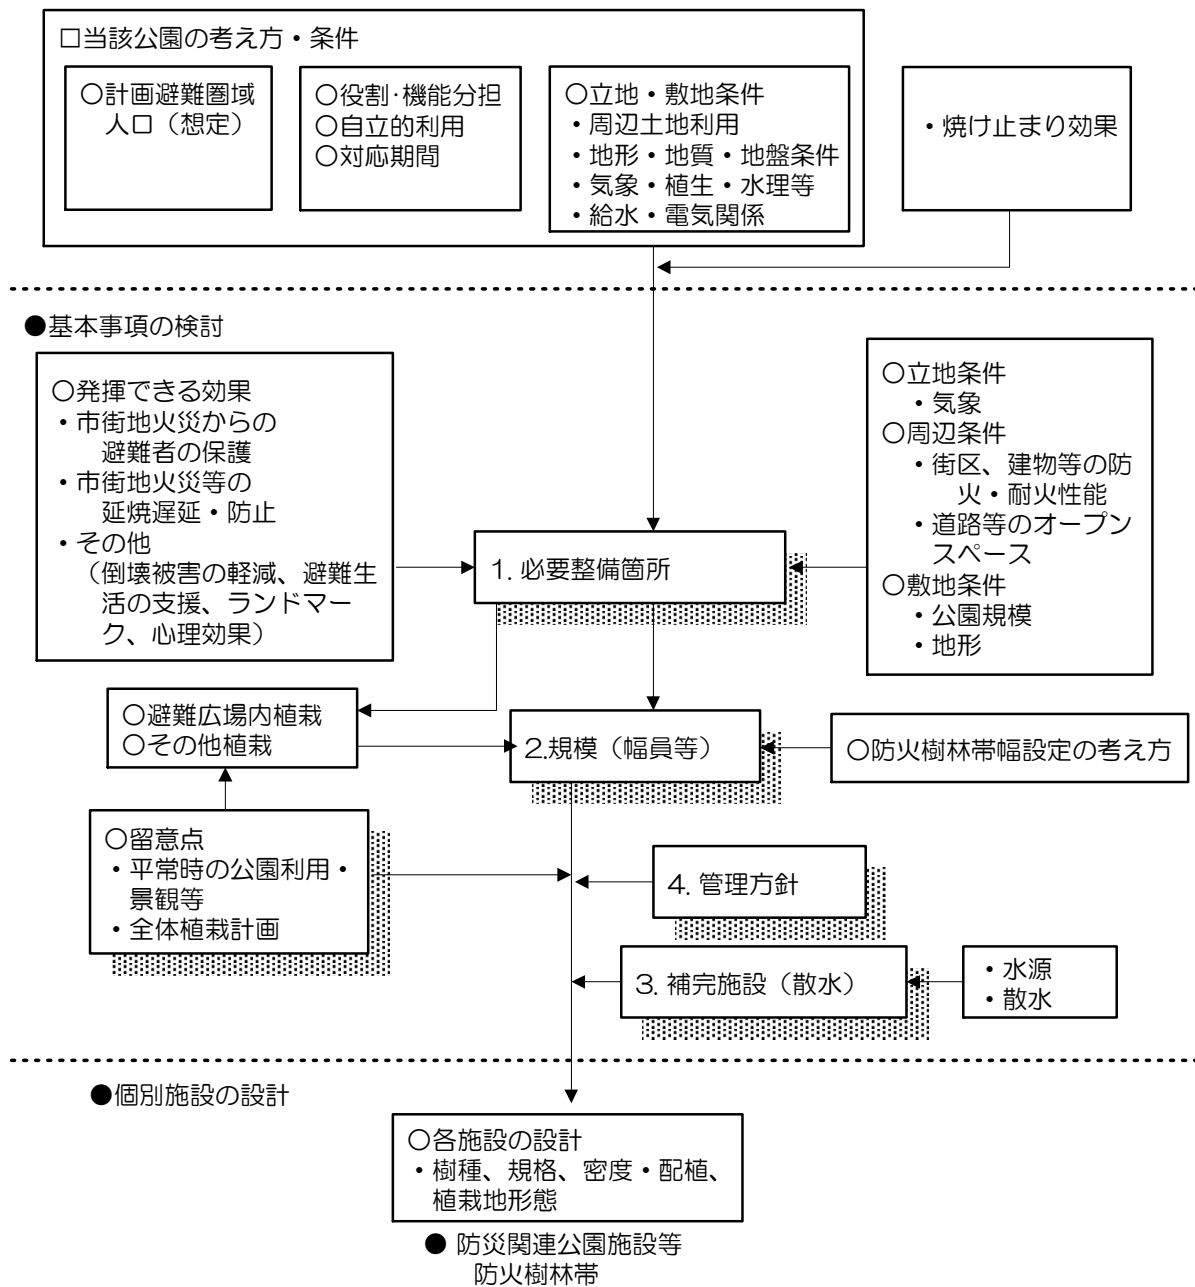 □当該公園の考え方・条件
○計画避難圏域
人口（想定）
○役割･機能分担
○自立的利用
○対応期間
○立地・敷地条件
・周辺土地利用
・地形・地質・地盤条件
・気象・植生・水理等
・給水・電気関係
・焼け止まり効果
●基本事項の検討
○発揮できる効果
・市街地火災からの
避難者の保護
・市街地火災等の
延焼遅延・防止
・その他
（倒壊被害の軽減、避難生
活の支援、ランドマー
ク、心理効果）
1. 必要整備箇所
○立地条件
・気象
○周辺条件
・街区、建物等の防
火・耐火性能
・道路等のオープン
スペース
○敷地条件
・公園規模
・地形
○避難広場内植栽
○その他植栽
2.規模（幅員等）
○防火樹林帯幅設定の考え方
○留意点
・平常時の公園利用・
景観等
・全体植栽計画
4. 管理方針
3. 補完施設（散水）
・水源
・散水
●個別施設の設計
○各施設の設計
・樹種、規格、密度・配植、
植栽地形態
● 防災関連公園施設等
防火樹林帯